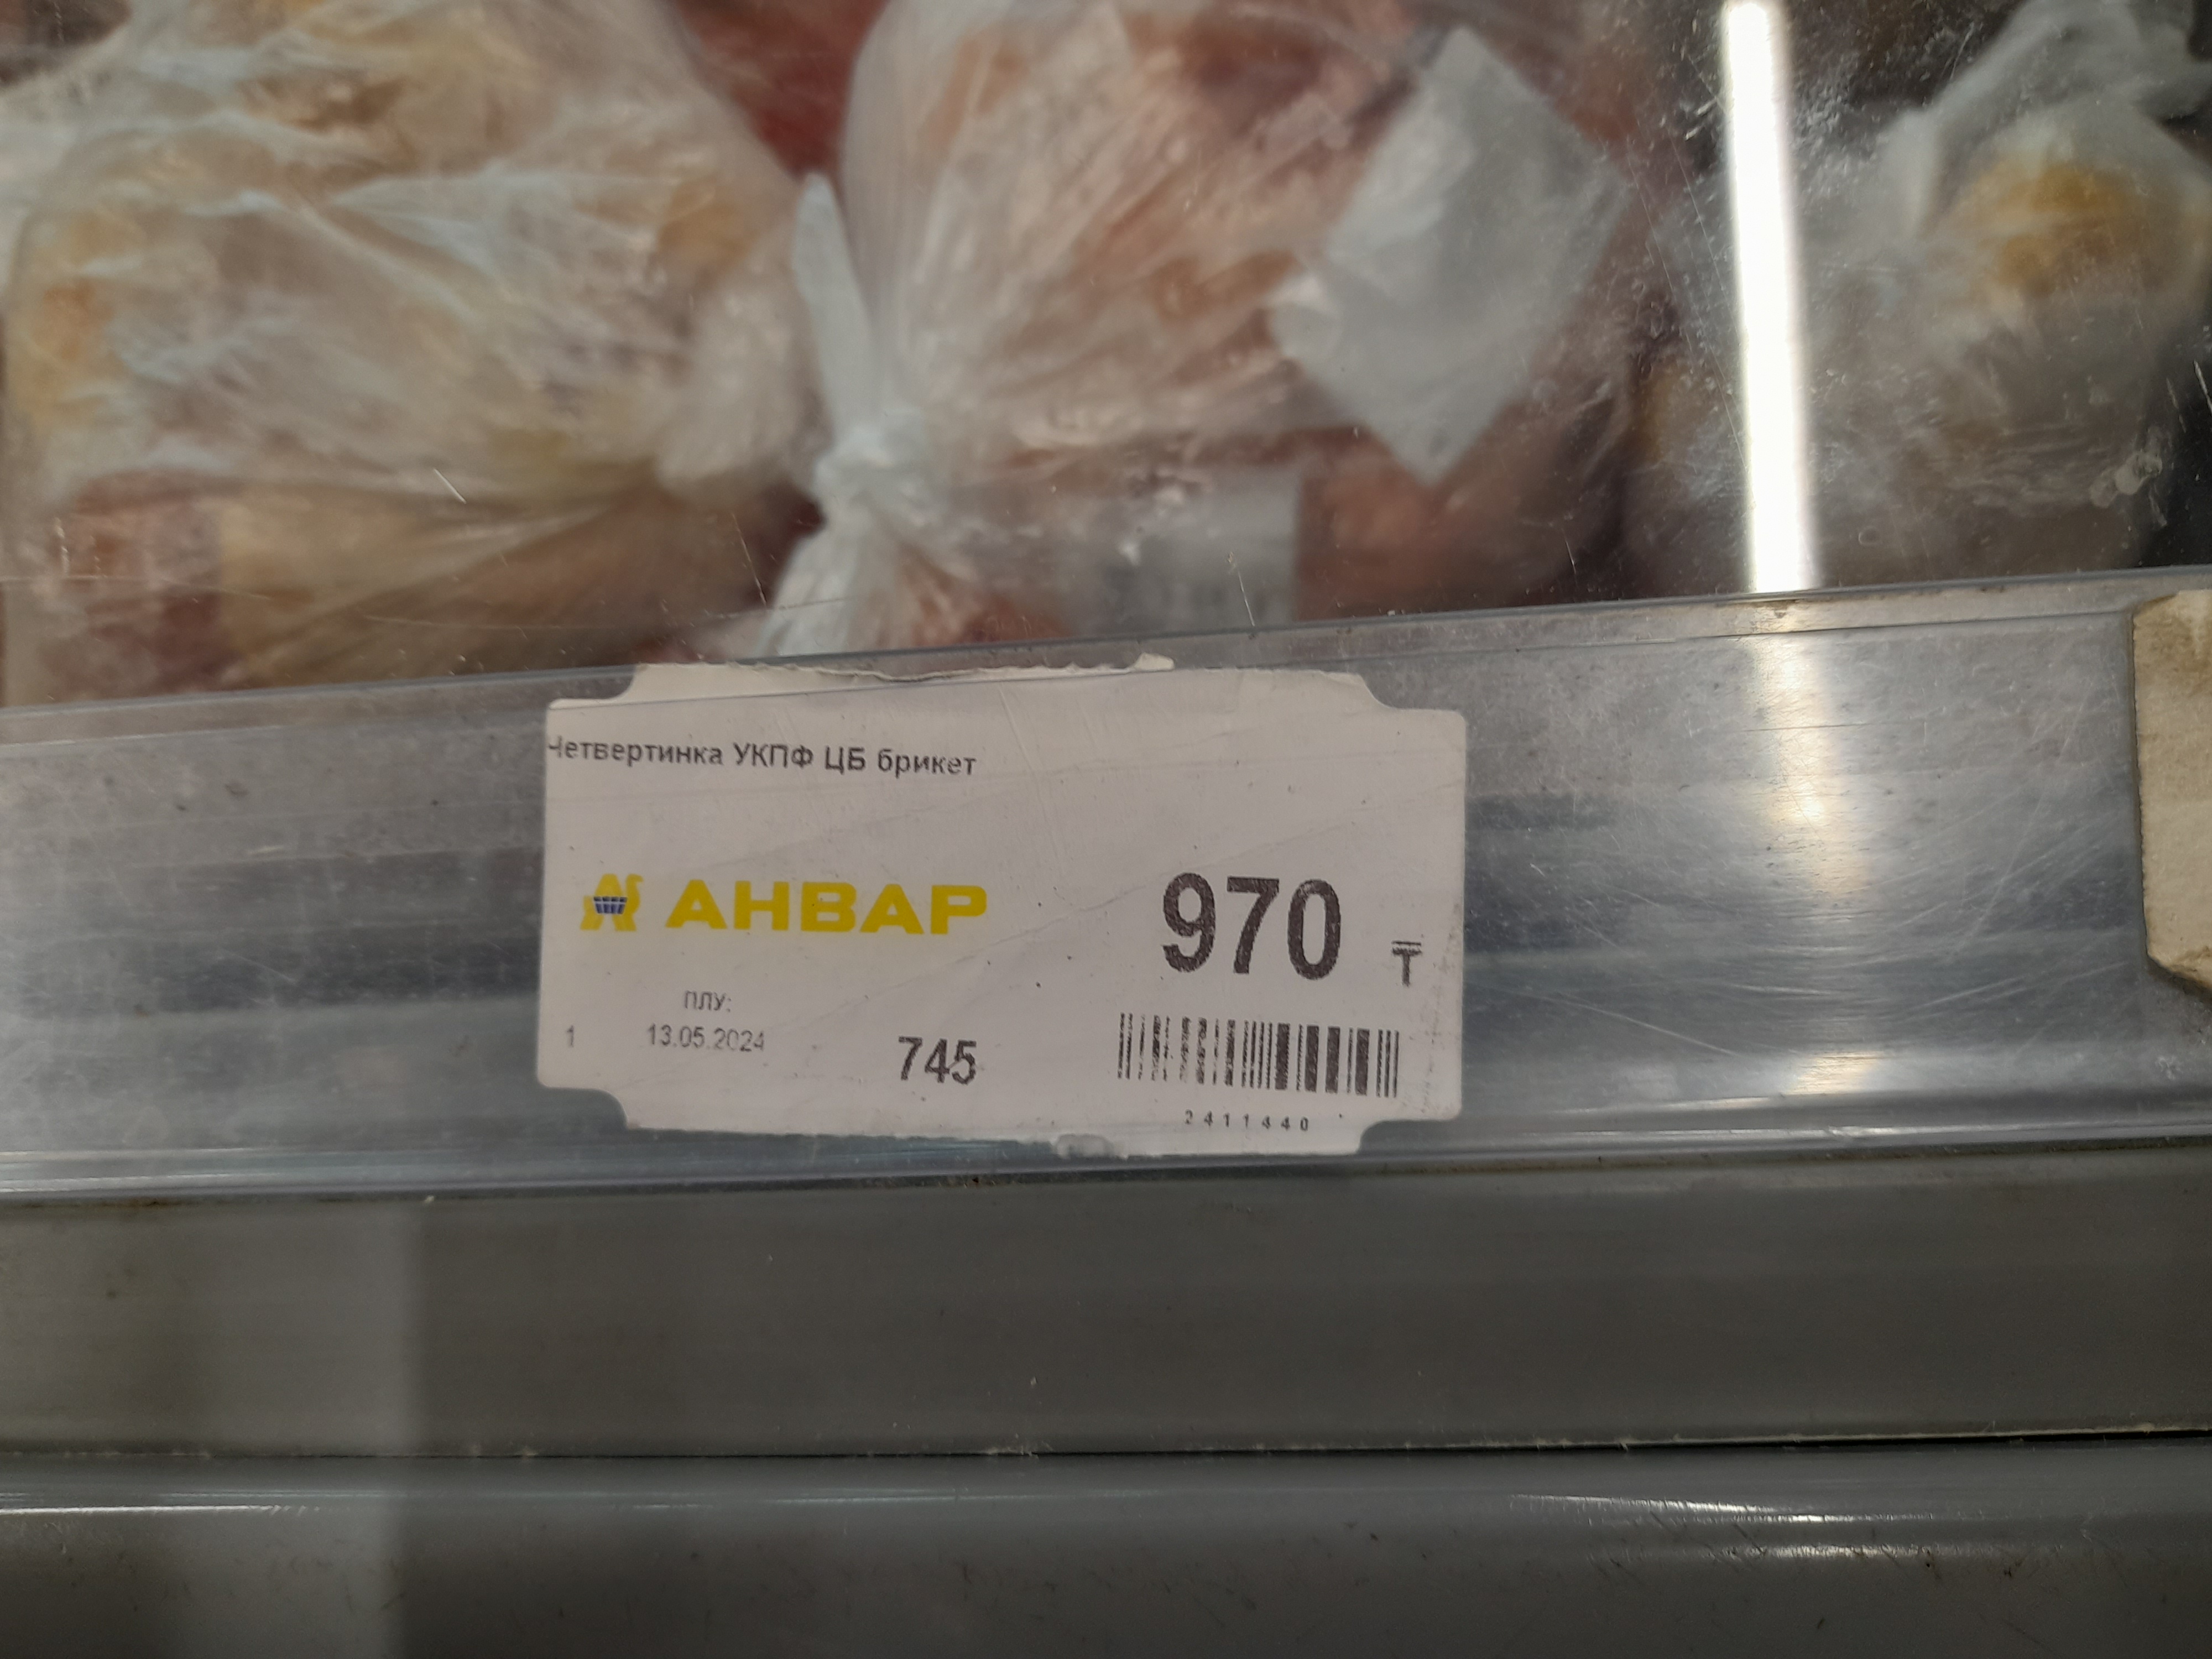 Четвертинка УКПФ ЦБ брикет
АНВАР
970 ₸
ПЛУ:
1 13.05.2024 745
2411440